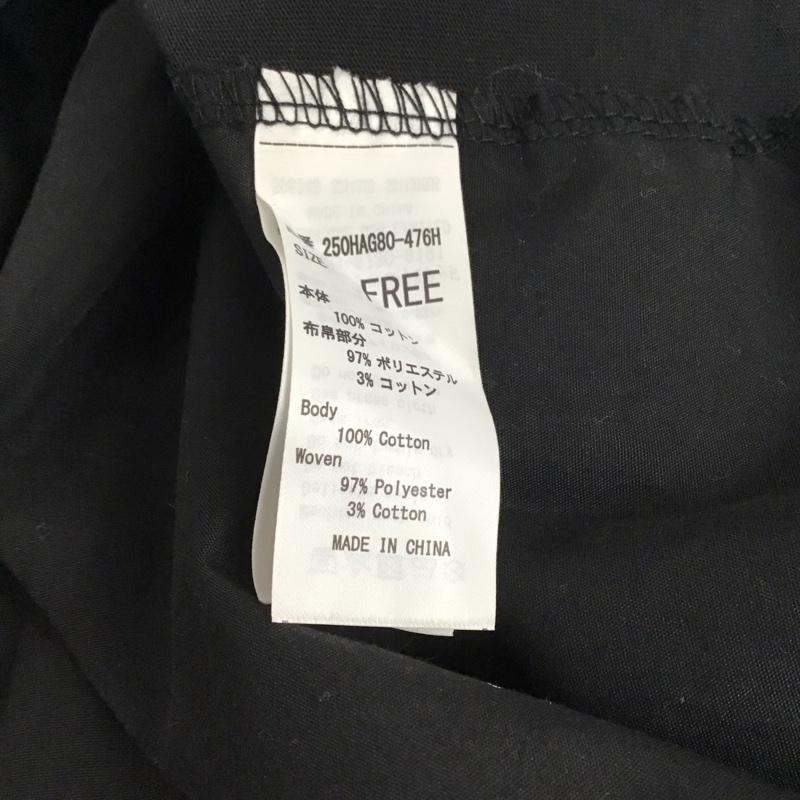 番 250HAG80-476H
SIZE
FREE
本体
100% コットン
布帛部分
97% ポリエステル
3% コットン
Body
100% Cotton
Woven
97% Polyester
3% Cotton
MADE IN CHINA